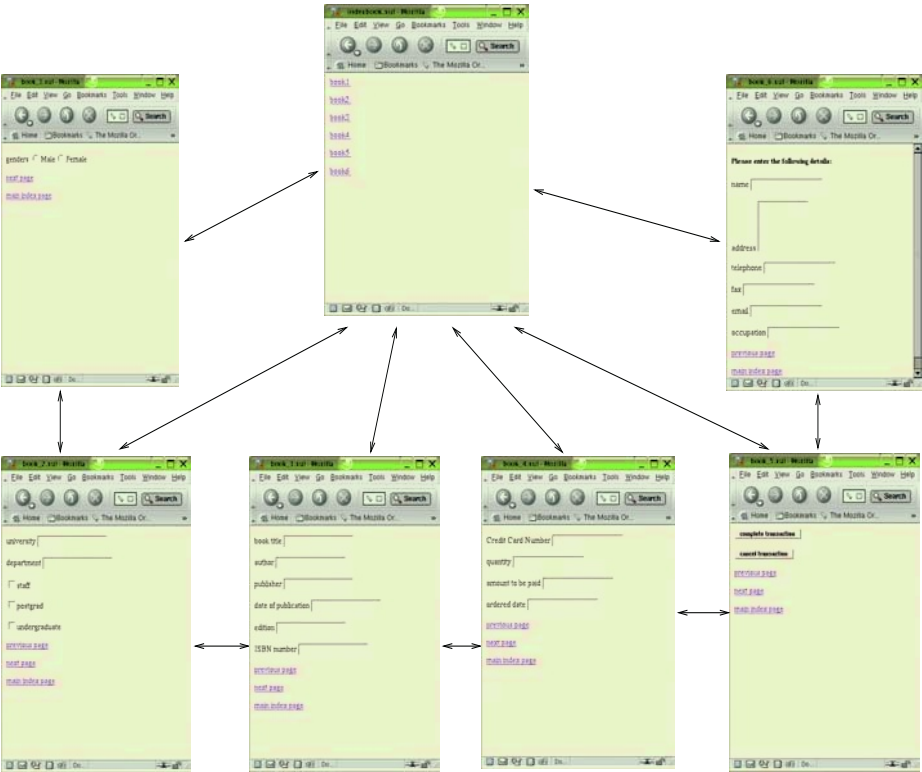 indexbook.xul - Mozilla
File Edit View Go Bookmarks Tools Window Help
Search
Home Bookmarks The Mozilla Or...
book1
book2
book3
book4
book5
book6
book_1.xul - Mozilla
File Edit View Go Bookmarks Tools Window Help
Search
Home Bookmarks The Mozilla Or...
genders Male Female
next page
main index page
book_6.xul - Mozilla
File Edit View Go Bookmarks Tools Window Help
Search
Home Bookmarks The Mozilla Or...
Please enter the following details:
name
address
telephone
fax
email
occupation
previous page
main index page
book_2.xul - Mozilla
File Edit View Go Bookmarks Tools Window Help
Search
Home Bookmarks The Mozilla Or...
university
department
staff
postgrad
undergraduate
previous page
next page
main index page
Do...
book_3.xul - Mozilla
File Edit View Go Bookmarks Tools Window Help
Search
Home Bookmarks The Mozilla Or...
book title
author
publisher
date of publication
edition
ISBN number
previous page
next page
main index page
Do...
book_4.xul - Mozilla
File Edit View Go Bookmarks Tools Window Help
Search
Home Bookmarks The Mozilla Or...
Credit Card Number
quantity
amount to be paid
ordered date
previous page
next page
main index page
Do...
book_5.xul - Mozilla
File Edit View Go Bookmarks Tools Window Help
Search
Home Bookmarks The Mozilla Or...
complete transaction
cancel transaction
previous page
next page
main index page
Do...